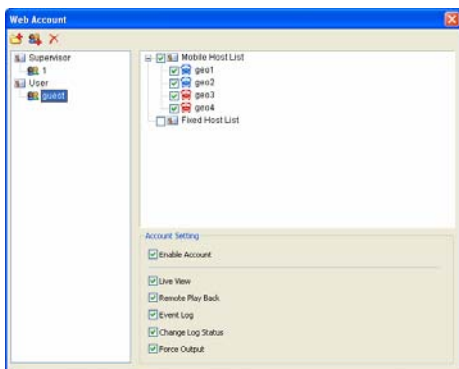 Web Account
Supervisor
1
User
guest
Mobile Host List
geo1
geo2
geo3
geo4
Fixed Host List
Account Setting
Enable Account
Live View
Remote Play Back
Event Log
Change Log Status
Force Output